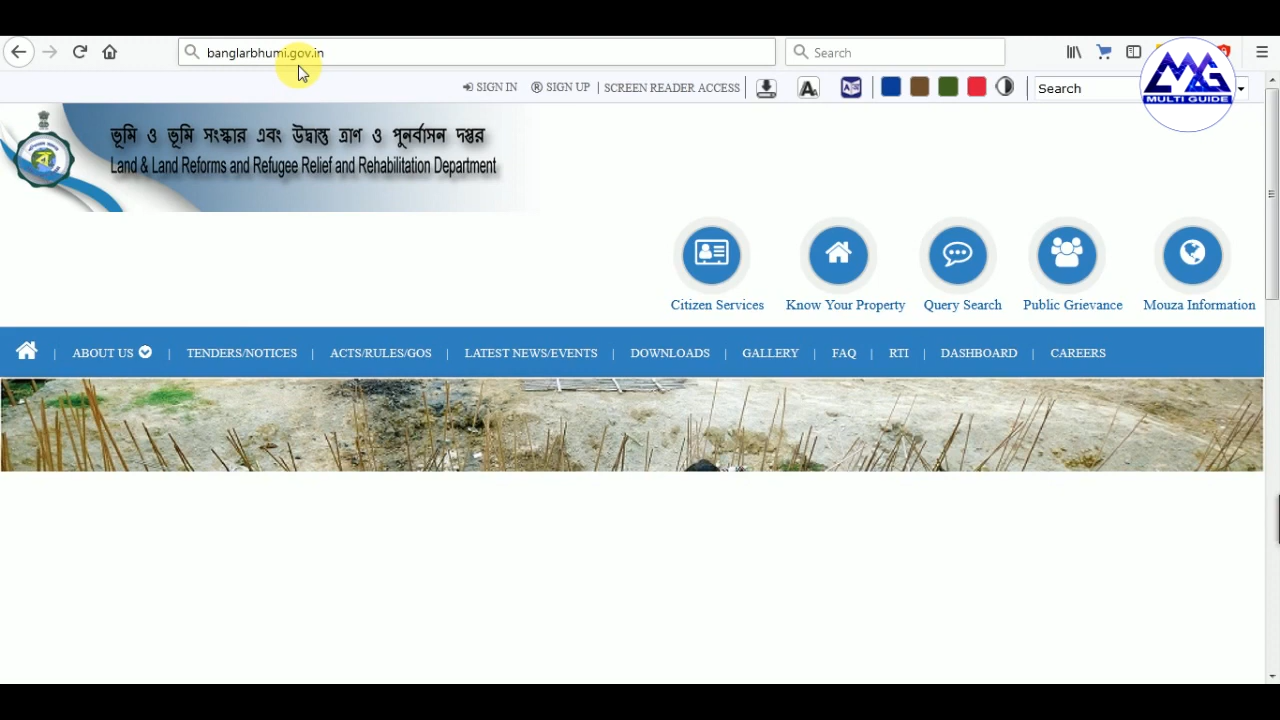 banglarbhumi.gov.in
Search
SIGN IN
SIGN UP
SCREEN READER ACCESS
A
Search
MAG
MULTI GUIDE
ভূমি ও ভূমি সংস্কার এবং উদ্বাস্তু ত্রাণ ও পুনর্বাসন দপ্তর
Land & Land Reforms and Refugee Relief and Rehabilitation Department
Citizen Services
Know Your Property
Query Search
Public Grievance
Mouza Information
ABOUT US | TENDERS/NOTICES | ACTS/RULES/GOS | LATEST NEWS/EVENTS | DOWNLOADS | GALLERY | FAQ | RTI | DASHBOARD | CAREERS